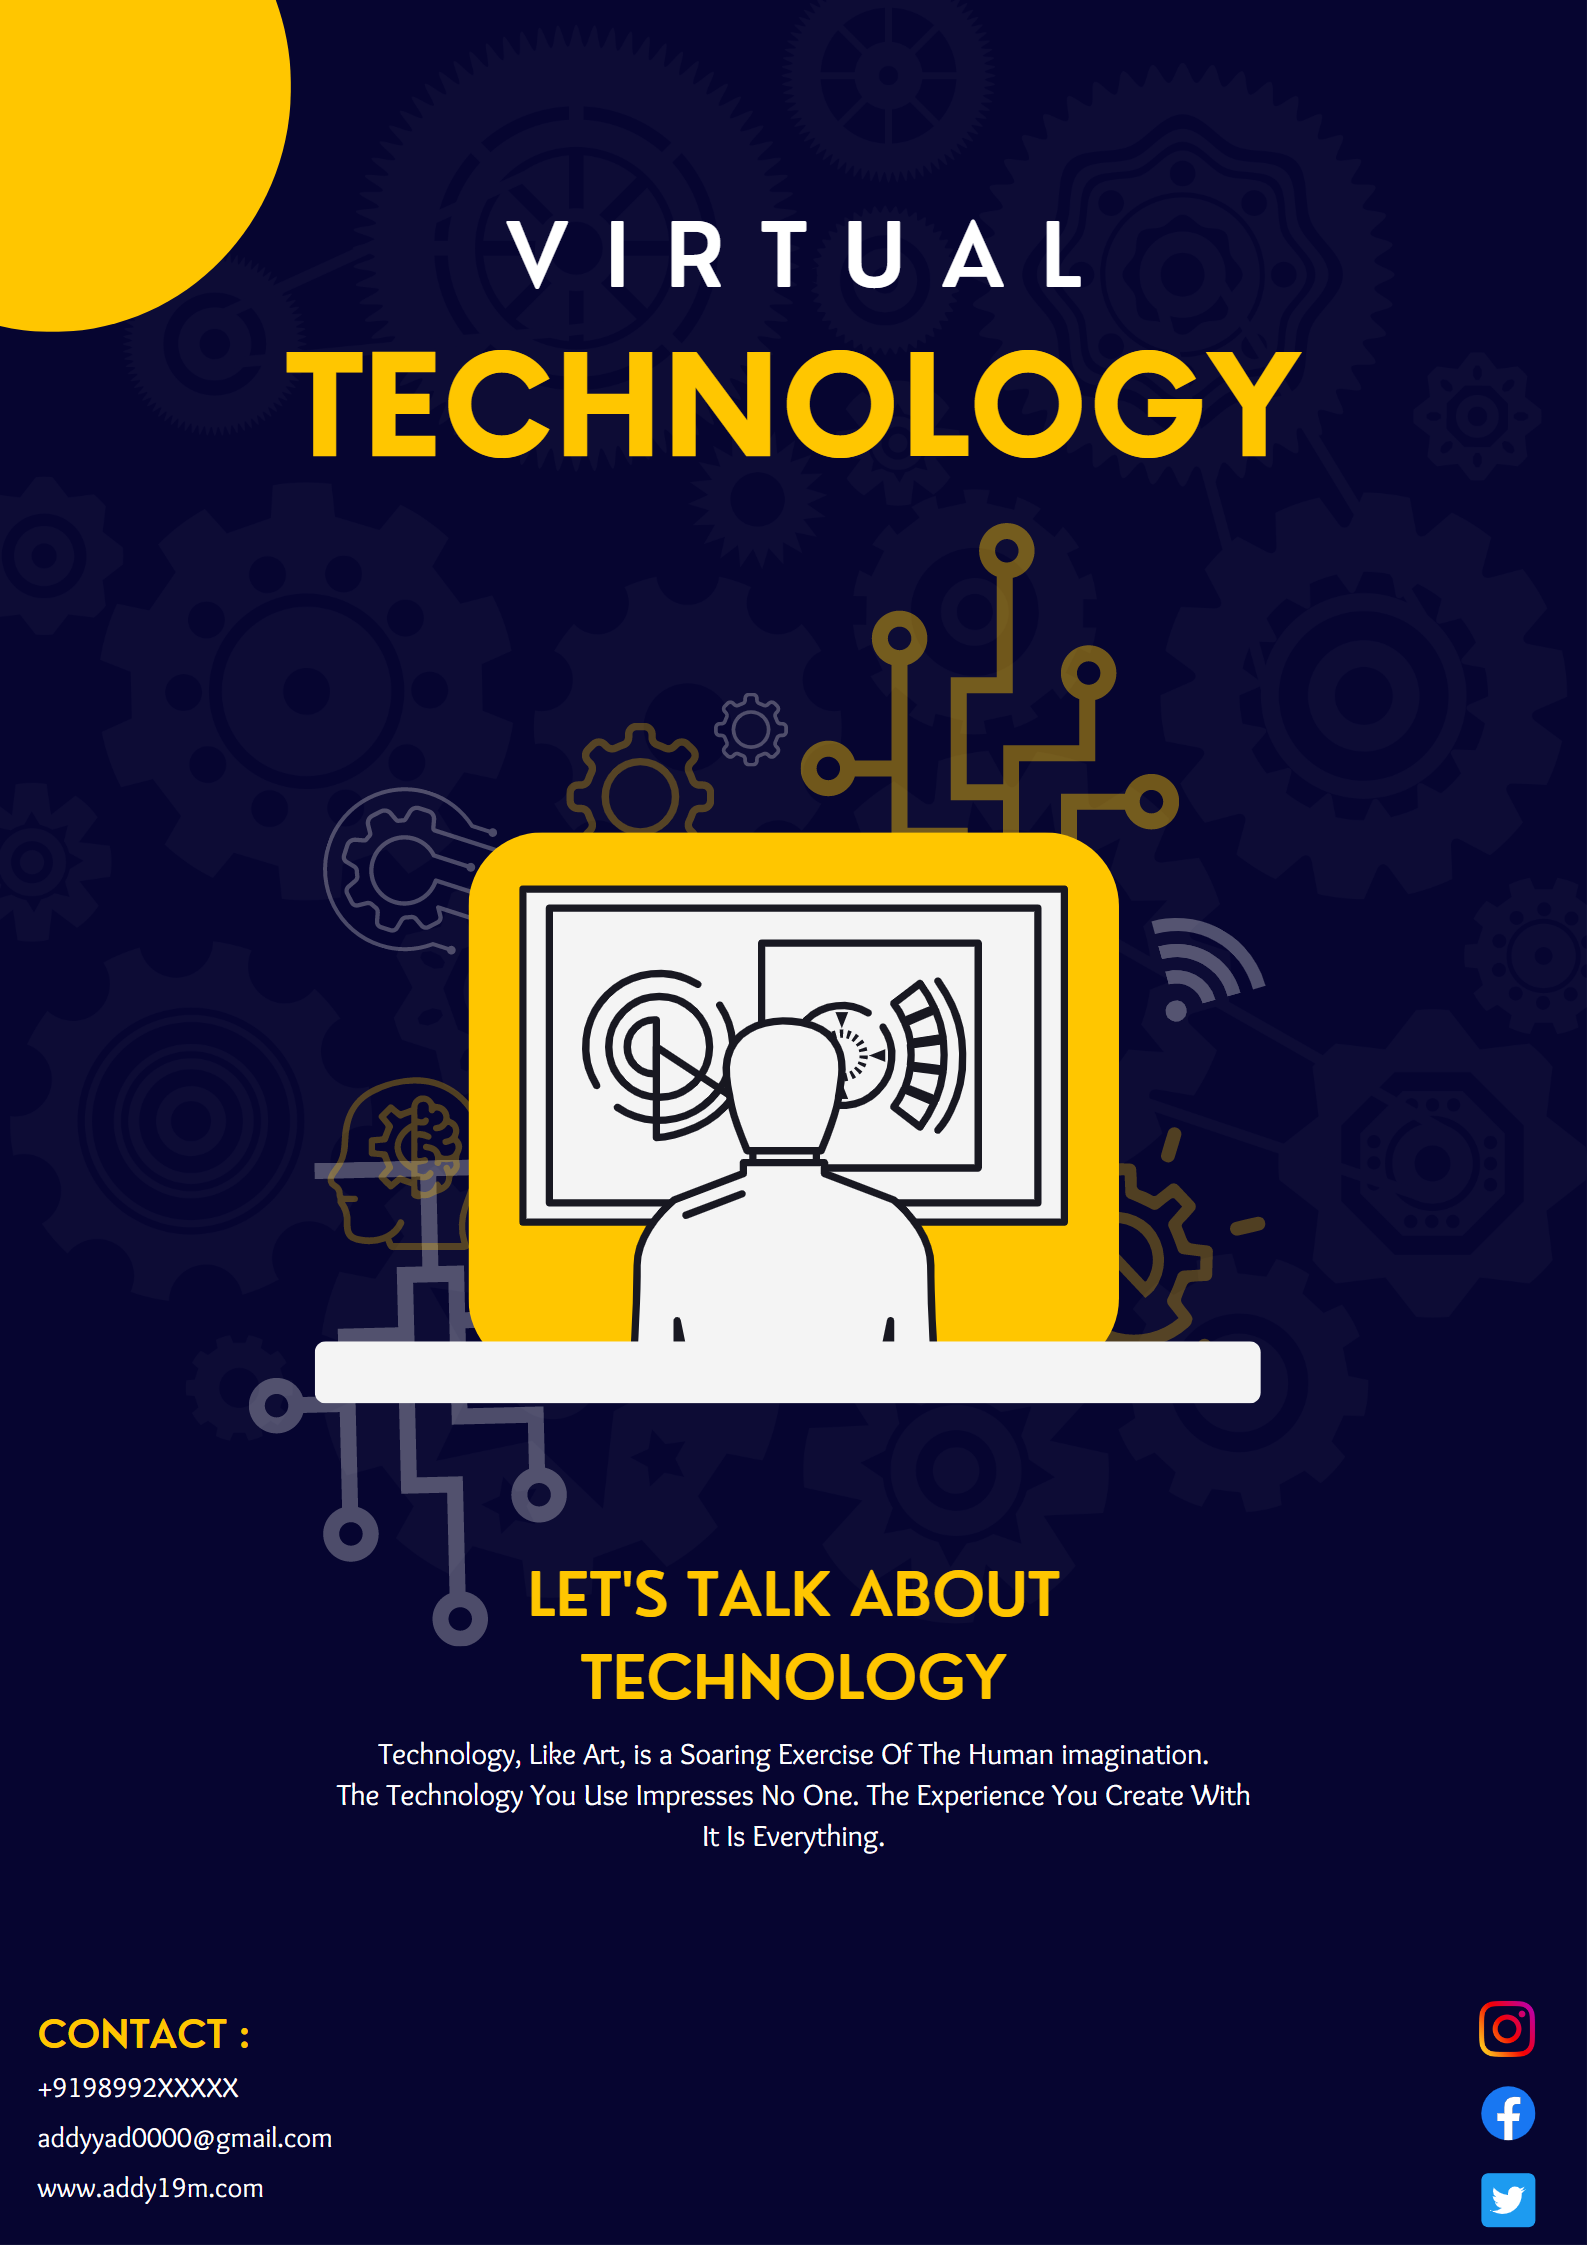 VIRTUAL
TECHNOLOGY
LET'S TALK ABOUT
TECHNOLOGY
Technology, Like Art, is a Soaring Exercise Of The Human imagination.
The Technology You Use Impresses No One. The Experience You Create With
It Is Everything.
CONTACT :
+9198992XXXXX
addyyad0000@gmail.com
www.addy19m.com